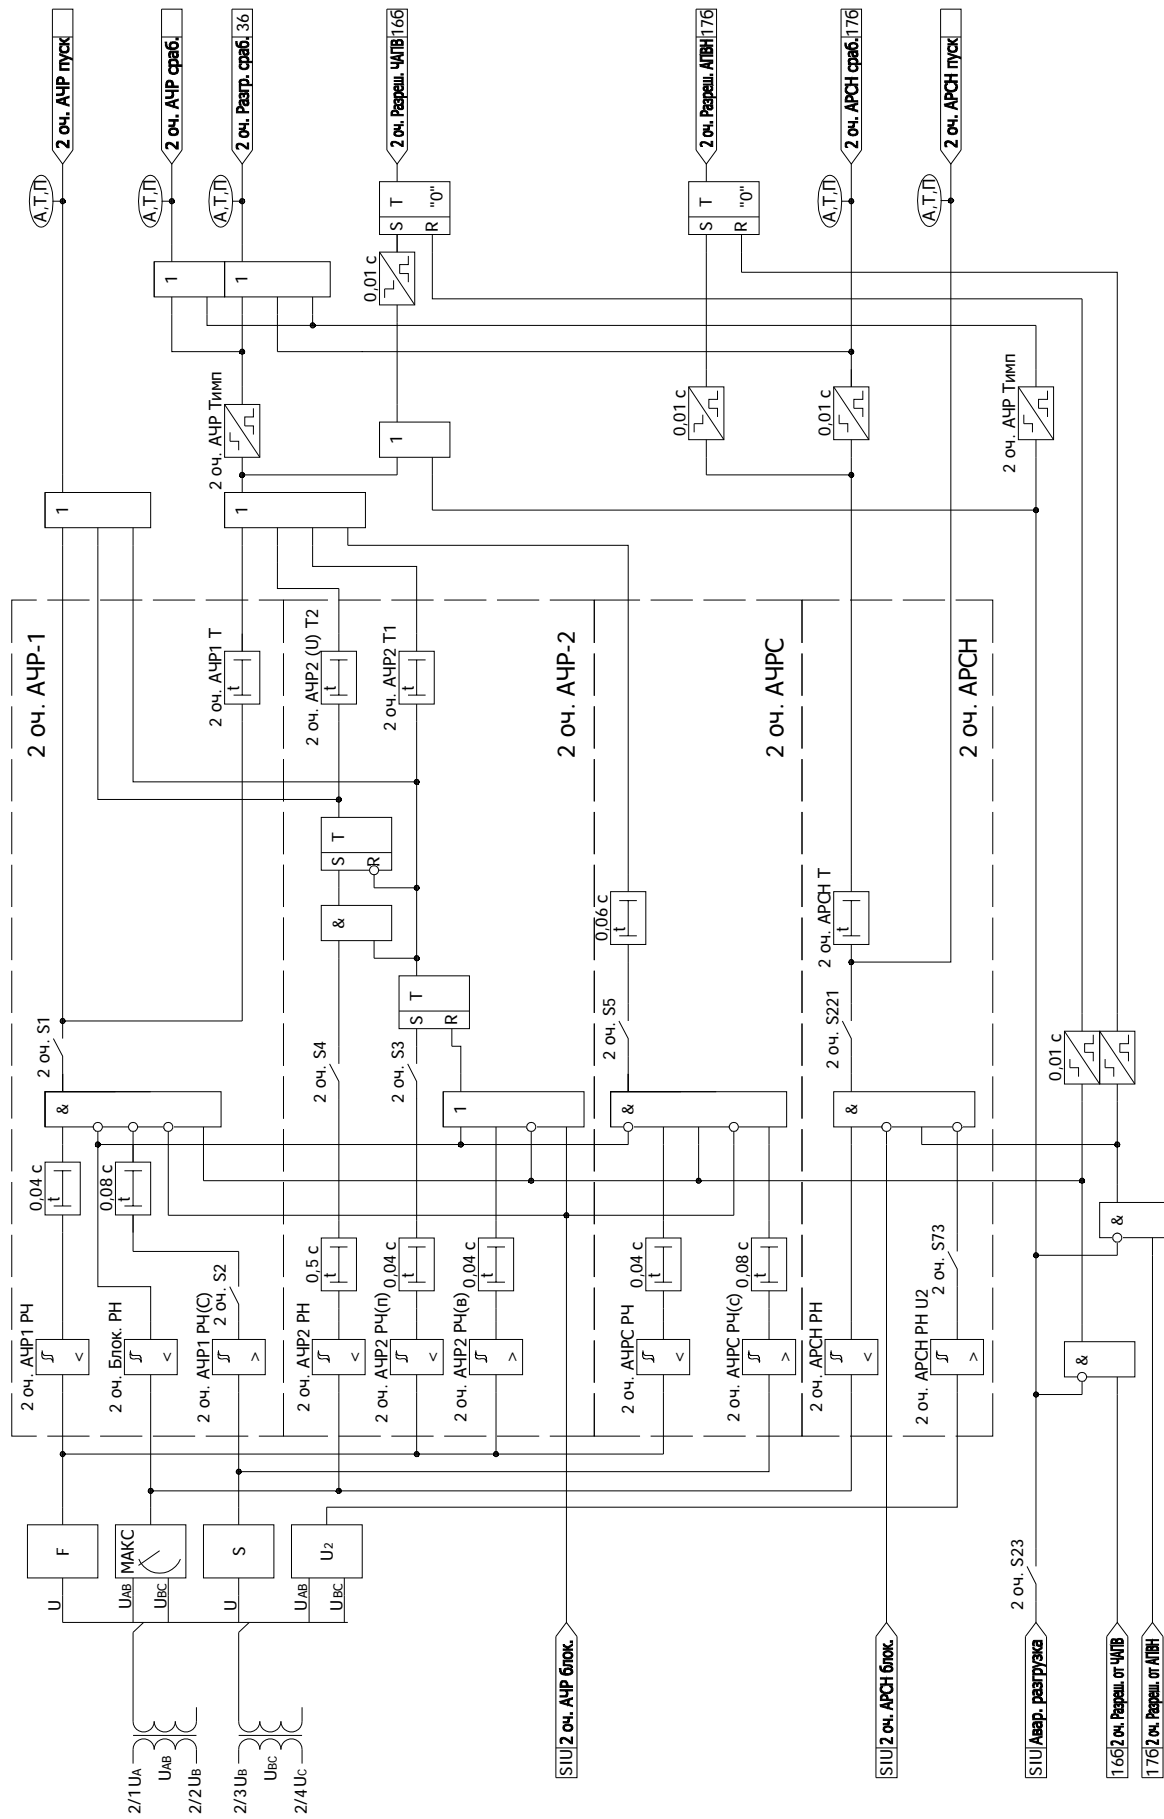 2/1 UA
UAB
2/2 UB
2/3 UB
UBC
2/4 UC
U
UAB
UBC
U
UAB
UBC
F
МАКС
S
U2
SIU 2 оч. АЧР блок.
SIU 2 оч. АРСН блок.
SIU Авар. разгрузка
2 оч. S23
16б 2 оч. Разреш. от ЧАПВ
17б 2 оч. Разреш. от АПВН
2 оч. АЧР1 РЧ
<
0,04 с
t
2 оч. Блок. РН
<
2 оч. АЧР1 РЧ(С)
>
2 оч. S2
0,08 с
t
&
2 оч. S1
2 оч. АЧР1 Т
t
2 оч. АЧР-1
2 оч. АЧР2 РН
<
0,5 с
t
2 оч. S4
2 оч. АЧР2 РЧ(п)
<
0,04 с
t
2 оч. S3
2 оч. АЧР2 РЧ(в)
>
0,04 с
t
1
S T
R
&
S T
R
2 оч. АЧР2 (U) T2
t
2 оч. АЧР2 T1
t
2 оч. АЧР-2
2 оч. АЧРС РЧ
<
0,04 с
t
2 оч. АЧРС РЧ(с)
>
0,08 с
t
&
2 оч. S5
0,06 с
t
2 оч. АЧРС
2 оч. АРСН РН
<
2 оч. АРСН РН U2
>
2 оч. S73
&
2 оч. S221
2 оч. АРСН Т
t
2 оч. АРСН
&
&
0,01 с
1
1
2 оч. АЧР Тимп
1
0,01 с
0,01 с
2 оч. АЧР Тимп
1
1
0,01 с
S T
R "0"
S T
R "0"
А,Т,П
А,Т,П
А,Т,П
А,Т,П
А,Т,П
2 оч. АЧР пуск
2 оч. АЧР сраб.
2 оч. Разгр. сраб. 36
2 оч. Разреш. ЧАПВ 16б
2 оч. Разреш. АПВН 17б
2 оч. АРСН сраб. 17б
2 оч. АРСН пуск